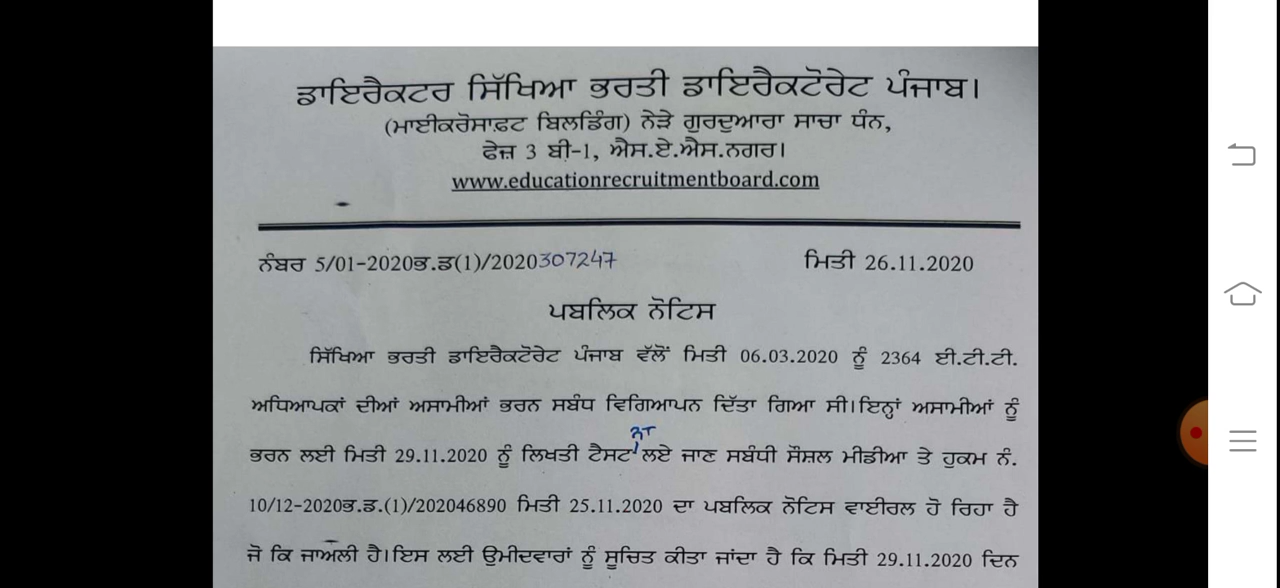 ਡਾਇਰੈਕਟਰ ਸਿੱਖਿਆ ਭਰਤੀ ਡਾਇਰੈਕਟੋਰੇਟ ਪੰਜਾਬ।
(ਮਾਈਕਰੋਸਾਫ਼ਟ ਬਿਲਡਿੰਗ) ਨੇੜੇ ਗੁਰਦੁਆਰਾ ਸਾਚਾ ਧੰਨ,
ਫੇਜ਼ 3 ਬੀ-1, ਐਸ.ਏ.ਐਸ.ਨਗਰ।
www.educationrecruitmentboard.com
ਨੰਬਰ 5/01-2020ਭ.ਡ(1)/2020307247 ਮਿਤੀ 26.11.2020
ਪਬਲਿਕ ਨੋਟਿਸ
ਸਿੱਖਿਆ ਭਰਤੀ ਡਾਇਰੈਕਟੋਰੇਟ ਪੰਜਾਬ ਵੱਲੋਂ ਮਿਤੀ 06.03.2020 ਨੂੰ 2364 ਈ.ਟੀ.ਟੀ.
ਅਧਿਆਪਕਾਂ ਦੀਆਂ ਅਸਾਮੀਆਂ ਭਰਨ ਸਬੰਧ ਵਿਗਿਆਪਨ ਦਿੱਤਾ ਗਿਆ ਸੀ।ਇਨ੍ਹਾਂ ਅਸਾਮੀਆਂ ਨੂੰ
ਭਰਨ ਲਈ ਮਿਤੀ 29.11.2020 ਨੂੰ ਲਿਖਤੀ ਟੈਸਟ ਨਾ ਲਏ ਜਾਣ ਸਬੰਧੀ ਸੌਸ਼ਲ ਮੀਡੀਆ ਤੇ ਹੁਕਮ ਨੰ.
10/12-2020ਭ.ਡ.(1)/202046890 ਮਿਤੀ 25.11.2020 ਦਾ ਪਬਲਿਕ ਨੋਟਿਸ ਵਾਈਰਲ ਹੋ ਰਿਹਾ ਹੈ
ਜੋ ਕਿ ਜਾਅਲੀ ਹੈ।ਇਸ ਲਈ ਉਮੀਦਵਾਰਾਂ ਨੂੰ ਸੂਚਿਤ ਕੀਤਾ ਜਾਂਦਾ ਹੈ ਕਿ ਮਿਤੀ 29.11.2020 ਦਿਨ